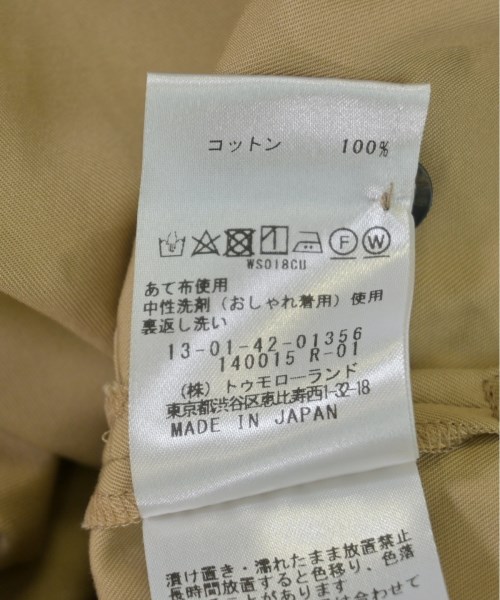 コットン 100%
F W
WS018CU
あて布使用
中性洗剤（おしゃれ着用）使用
裏返し洗い
13-01-42-01356
140015 R-01
（株）トゥモローランド
東京都渋谷区恵比寿西1-32-18
MADE IN JAPAN
漬け置き・濡れたまま放置禁止
長時間放置すると色移り、色落